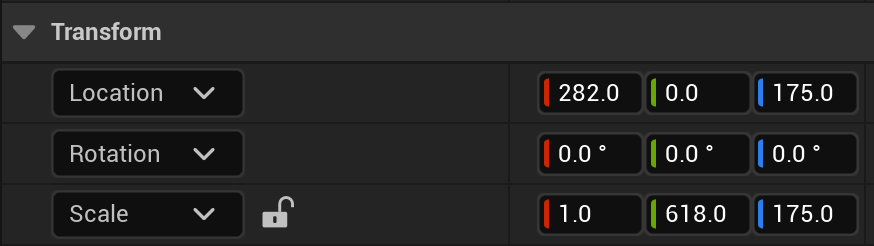 Transform
Location 282.0 0.0 175.0
Rotation 0.0 ° 0.0 ° 0.0 °
Scale 1.0 618.0 175.0